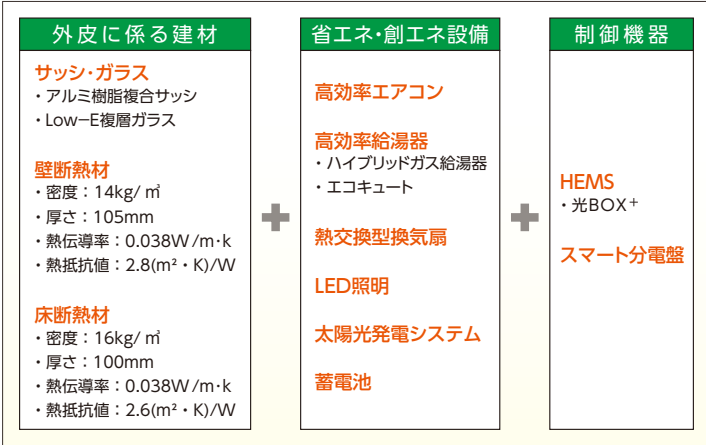 外皮に係る建材
サッシ・ガラス
・アルミ樹脂複合サッシ
・Low−E複層ガラス
壁断熱材
・密度：14kg/㎡
・厚さ：105mm
・熱伝導率：0.038W/m·k
・熱抵抗値：2.8(m²・K)/W
床断熱材
・密度：16kg/㎡
・厚さ：100mm
・熱伝導率：0.038W/m·k
・熱抵抗値：2.6(m²・K)/W
+
省エネ・創エネ設備
高効率エアコン
高効率給湯器
・ハイブリッドガス給湯器
・エコキュート
熱交換型換気扇
LED照明
太陽光発電システム
蓄電池
+
制御機器
HEMS
・光BOX⁺
スマート分電盤